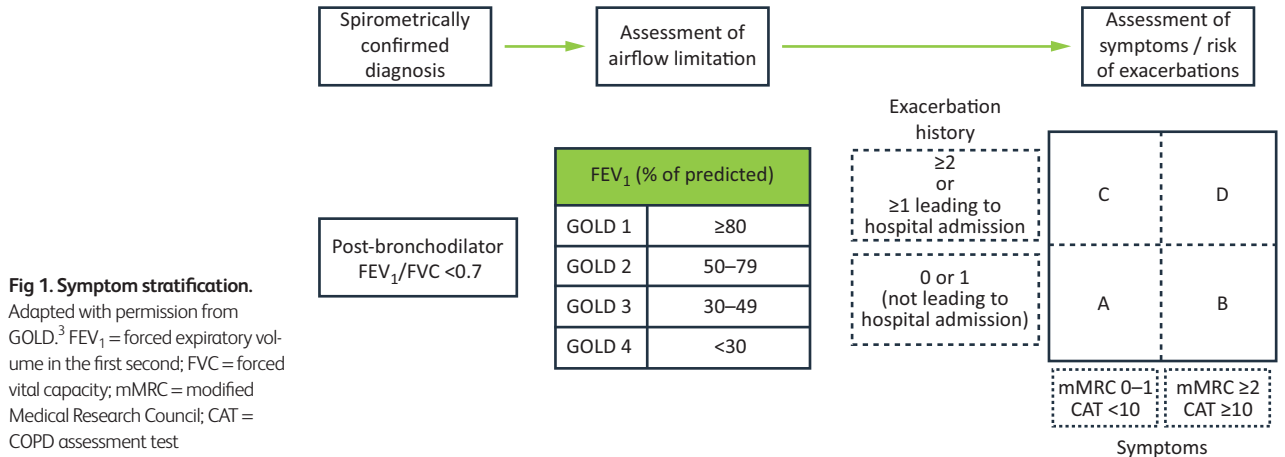 Spirometrically
confirmed
diagnosis
Assessment of
airflow limitation
Assessment of
symptoms / risk
of exacerbations
Post-bronchodilator
FEV₁/FVC <0.7
FEV₁ (% of predicted)
GOLD 1 ≥80
GOLD 2 50–79
GOLD 3 30–49
GOLD 4 <30
Exacerbation
history
≥2
or
≥1 leading to
hospital admission
0 or 1
(not leading to
hospital admission)
C D
A B
mMRC 0–1
CAT <10
mMRC ≥2
CAT ≥10
Symptoms
Fig 1. Symptom stratification.
Adapted with permission from
GOLD.³ FEV₁ = forced expiratory vol-
ume in the first second; FVC = forced
vital capacity; mMRC = modified
Medical Research Council; CAT =
COPD assessment test